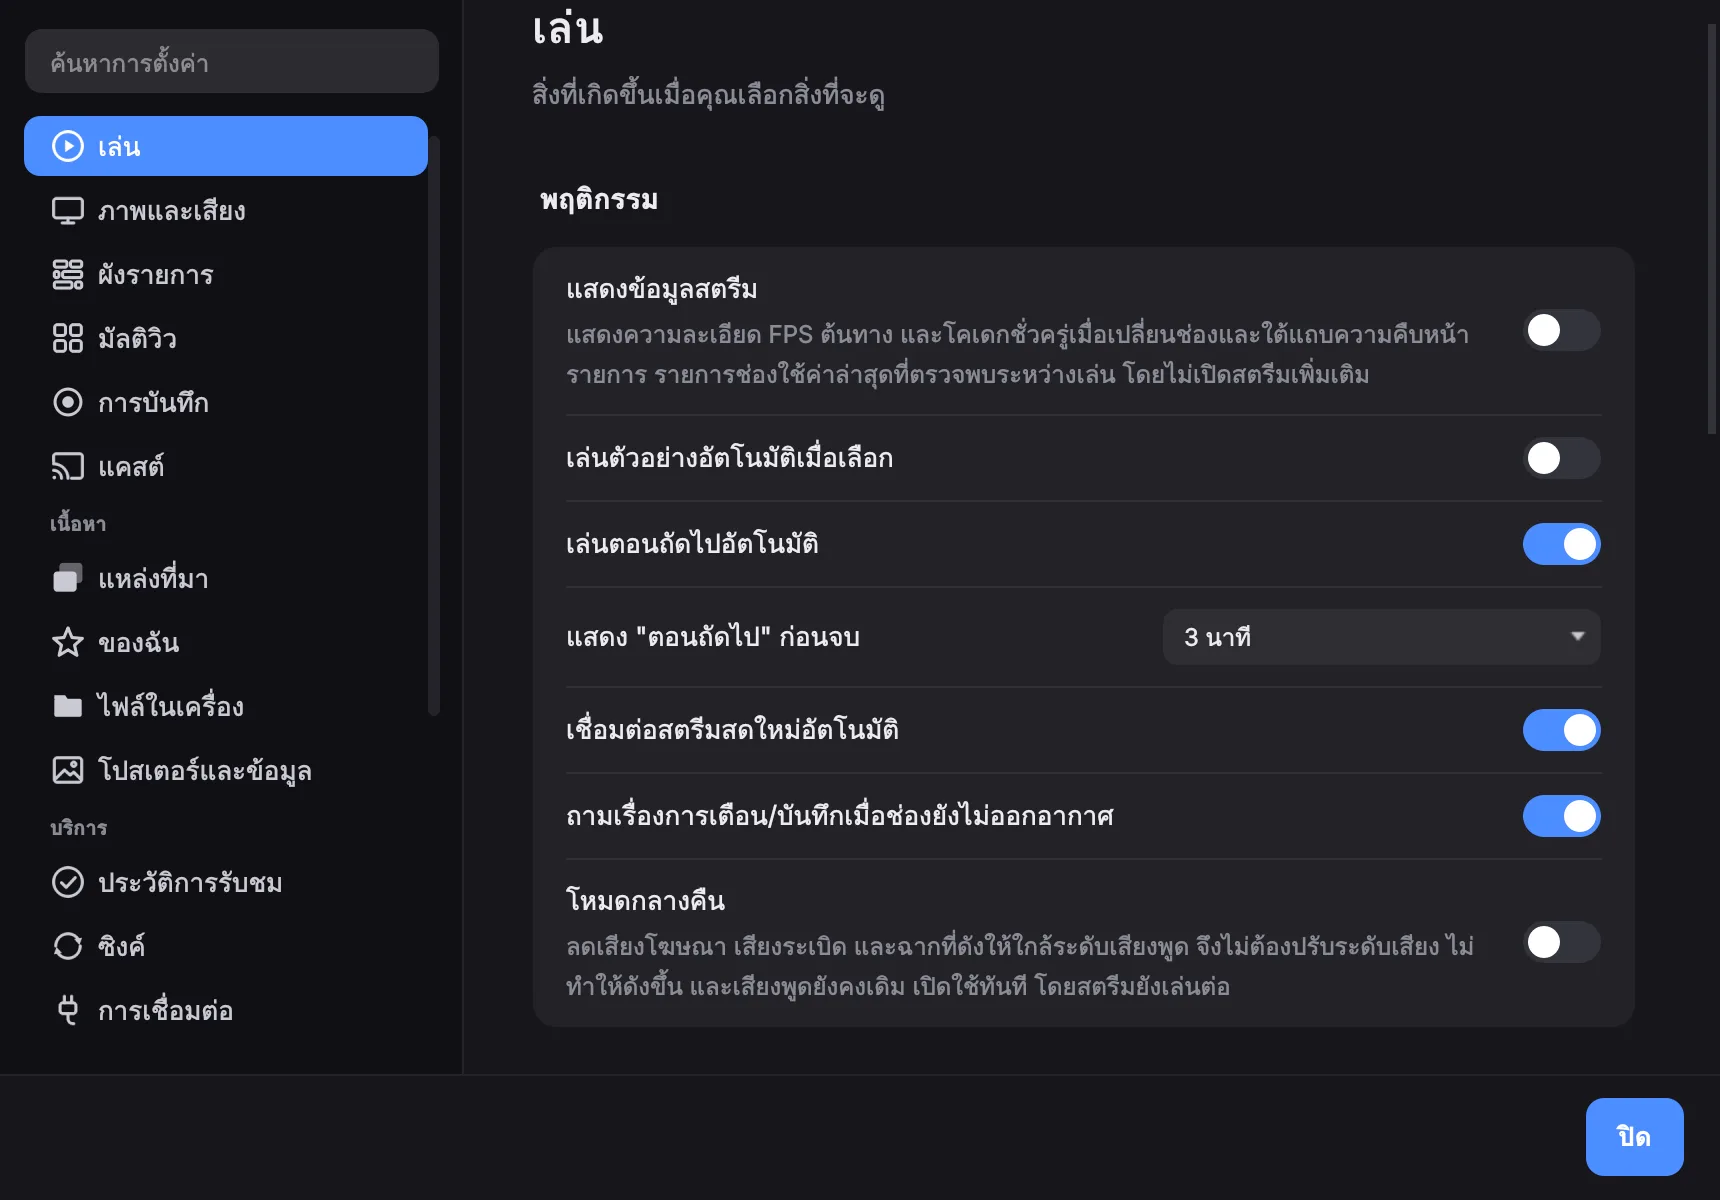 ค้นหาการตั้งค่า
เล่น
ภาพและเสียง
ผังรายการ
มัลติวิว
การบันทึก
แคสต์
เนื้อหา
แหล่งที่มา
ของฉัน
ไฟล์ในเครื่อง
โปสเตอร์และข้อมูล
บริการ
ประวัติการรับชม
ซิงค์
การเชื่อมต่อ
เล่น
สิ่งที่เกิดขึ้นเมื่อคุณเลือกสิ่งที่จะดู
พฤติกรรม
แสดงข้อมูลสตรีม
แสดงความละเอียด FPS ต้นทาง และโคเดกชั่วครู่เมื่อเปลี่ยนช่องและใต้แถบความคืบหน้า
รายการ รายการช่องใช้ค่าล่าสุดที่ตรวจพบระหว่างเล่น โดยไม่เปิดสตรีมเพิ่มเติม
เล่นตัวอย่างอัตโนมัติเมื่อเลือก
เล่นตอนถัดไปอัตโนมัติ
แสดง "ตอนถัดไป" ก่อนจบ
3 นาที
เชื่อมต่อสตรีมสดใหม่อัตโนมัติ
ถามเรื่องการเตือน/บันทึกเมื่อช่องยังไม่ออกอากาศ
โหมดกลางคืน
ลดเสียงโฆษณา เสียงระเบิด และฉากที่ดังให้ใกล้ระดับเสียงพูด จึงไม่ต้องปรับระดับเสียง ไม่
ทำให้ดังขึ้น และเสียงพูดยังคงเดิม เปิดใช้ทันที โดยสตรีมยังเล่นต่อ
ปิด